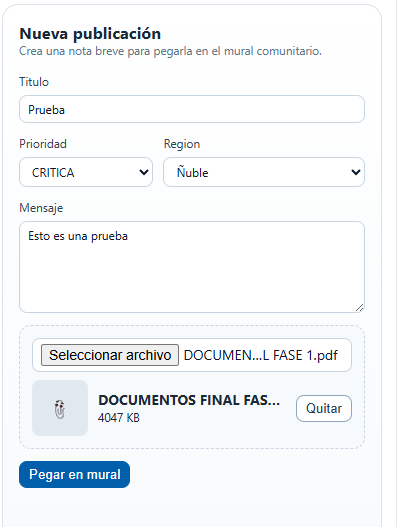 Nueva publicación
Crea una nota breve para pegarla en el mural comunitario.
Titulo
Prueba
Prioridad Region
CRITICA Ñuble
Mensaje
Esto es una prueba
Seleccionar archivo DOCUMEN...L FASE 1.pdf
DOCUMENTOS FINAL FAS...
4047 KB
Quitar
Pegar en mural